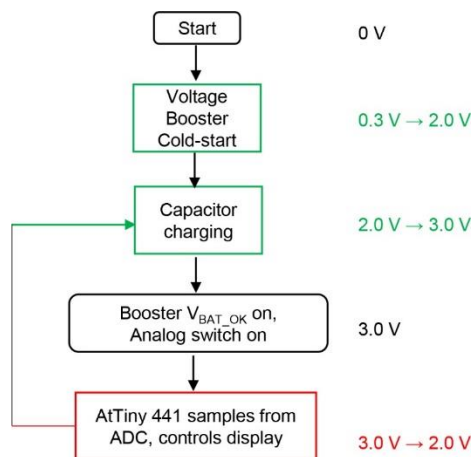 Start
0 V
Voltage
Booster
Cold-start
0.3 V → 2.0 V
Capacitor
charging
2.0 V → 3.0 V
Booster V_BAT_OK on,
Analog switch on
3.0 V
AtTiny 441 samples from
ADC, controls display
3.0 V → 2.0 V